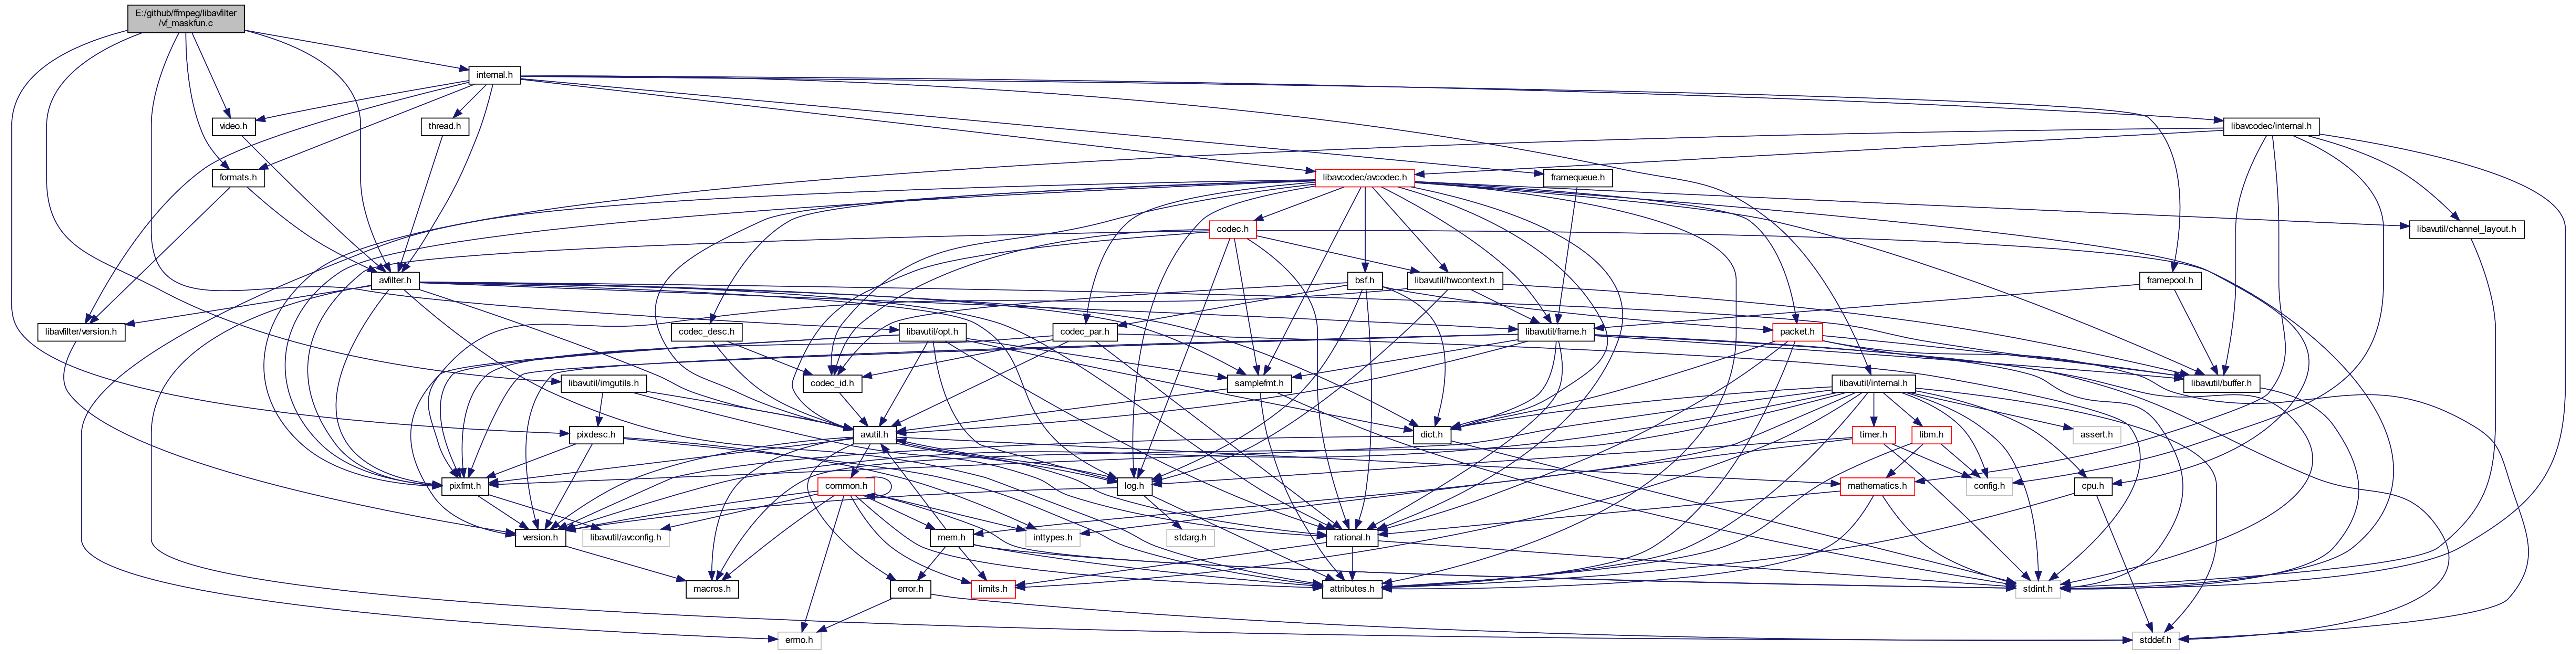 E:/github/ffmpeg/libavfilter
/vf_maskfun.c
internal.h
video.h
thread.h
libavcodec/internal.h
formats.h
libavcodec/avcodec.h
framequeue.h
codec.h
libavutil/channel_layout.h
avfilter.h
bsf.h
libavutil/hwcontext.h
framepool.h
libavfilter/version.h
codec_desc.h
libavutil/opt.h
codec_par.h
libavutil/frame.h
packet.h
libavutil/imgutils.h
codec_id.h
samplefmt.h
libavutil/internal.h
libavutil/buffer.h
pixdesc.h
avutil.h
dict.h
timer.h
libm.h
assert.h
pixfmt.h
common.h
log.h
mathematics.h
config.h
cpu.h
version.h
libavutil/avconfig.h
mem.h
inttypes.h
stdarg.h
rational.h
macros.h
error.h
limits.h
attributes.h
stdint.h
errno.h
stddef.h